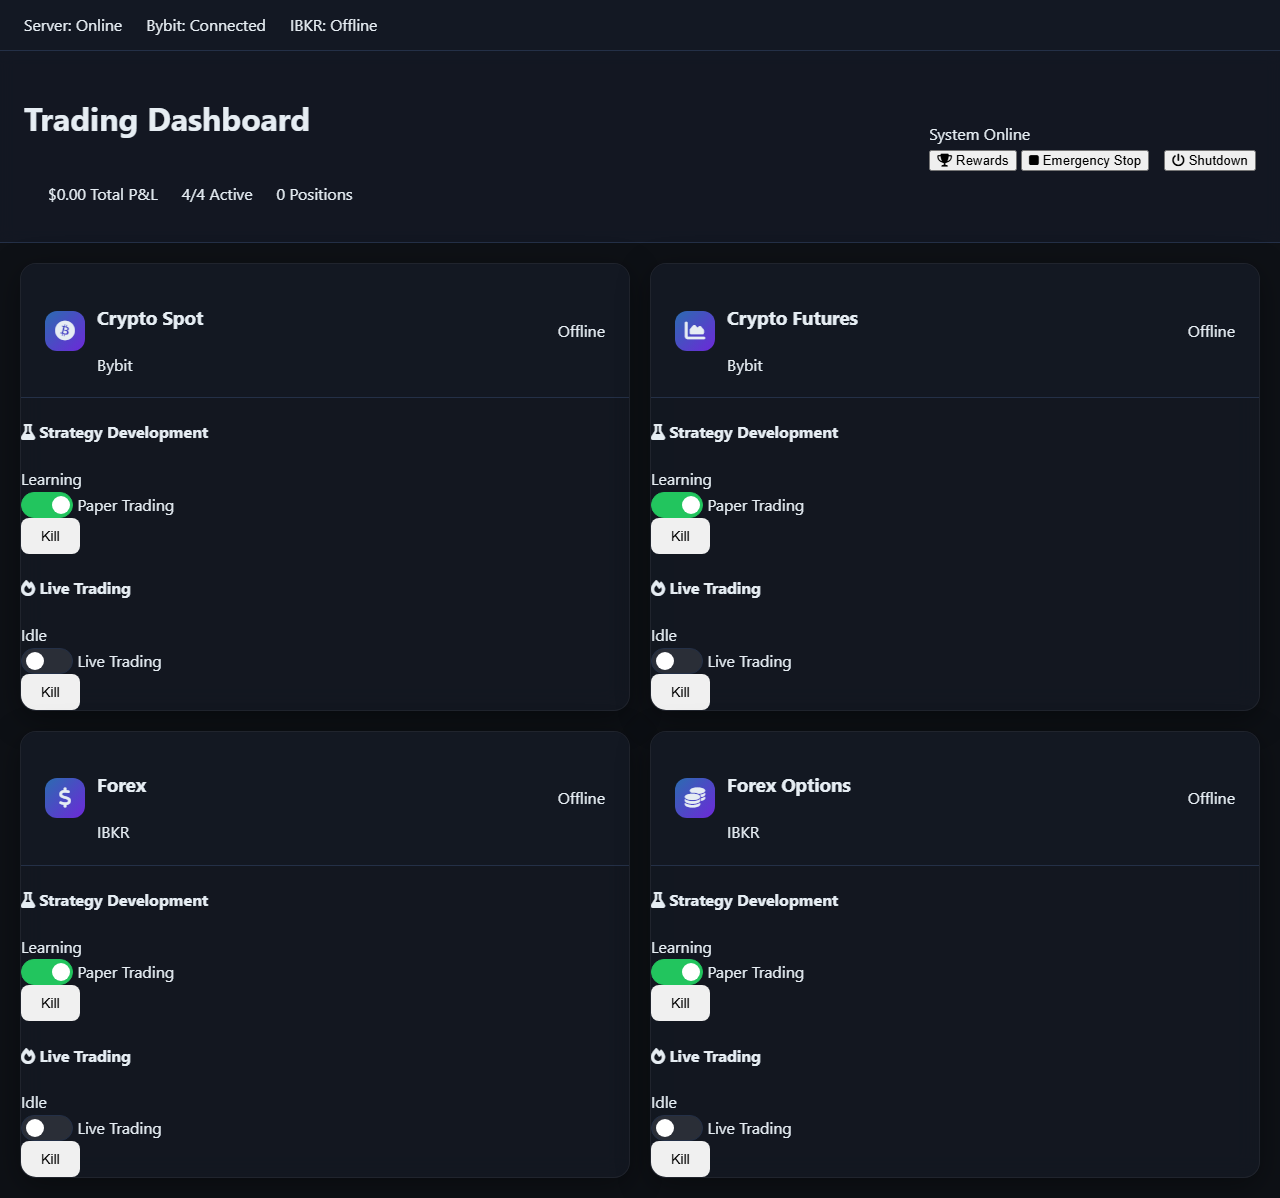 Server: Online Bybit: Connected IBKR: Offline
Trading Dashboard
System Online
Rewards Emergency Stop Shutdown
$0.00 Total P&L 4/4 Active 0 Positions
Crypto Spot
Offline
Bybit
Strategy Development
Learning
Paper Trading
Kill
Live Trading
Idle
Live Trading
Kill
Crypto Futures
Offline
Bybit
Strategy Development
Learning
Paper Trading
Kill
Live Trading
Idle
Live Trading
Kill
Forex
Offline
IBKR
Strategy Development
Learning
Paper Trading
Kill
Live Trading
Idle
Live Trading
Kill
Forex Options
Offline
IBKR
Strategy Development
Learning
Paper Trading
Kill
Live Trading
Idle
Live Trading
Kill